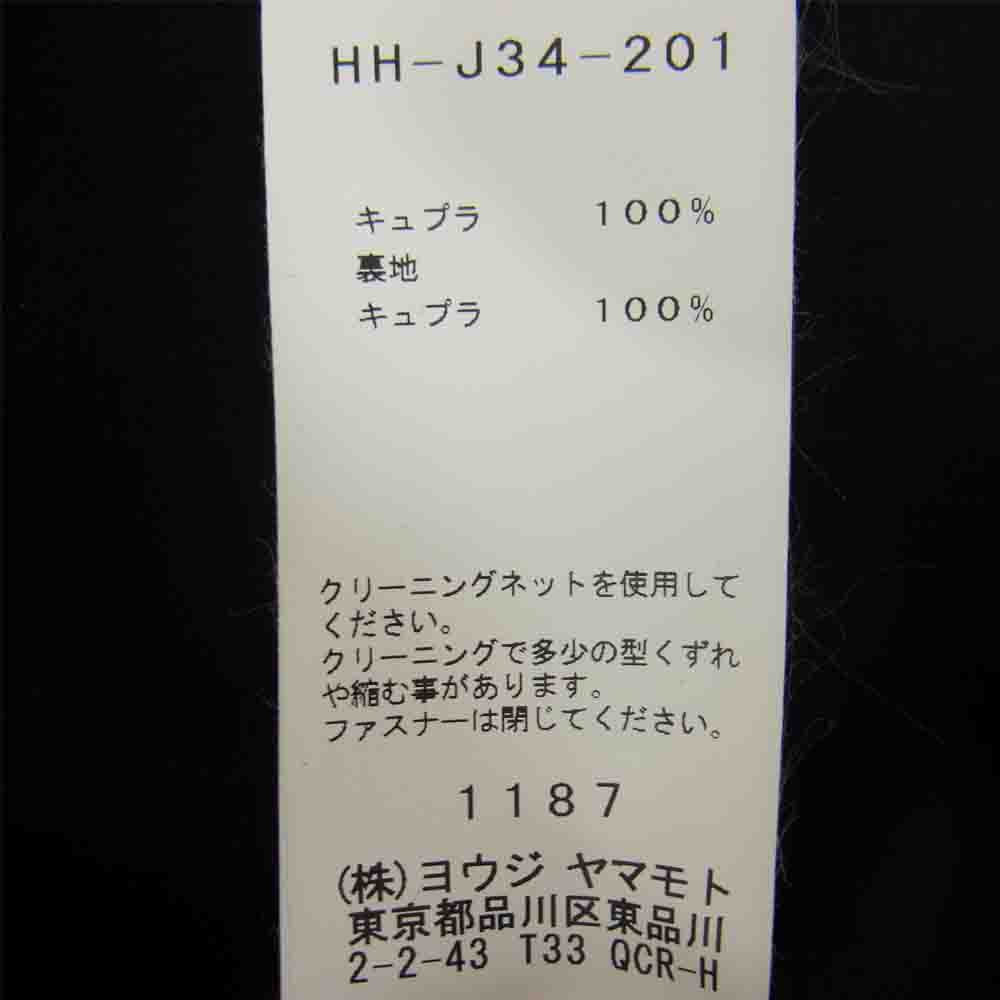 HH-J34-201
キュプラ 100%
裏地
キュプラ 100%
クリーニングネットを使用して
ください。
クリーニングで多少の型くずれ
や縮む事があります。
ファスナーは閉じてください。
1187
(株)ヨウジ ヤマモト
東京都品川区東品川
2-2-43 T33 QCR-H